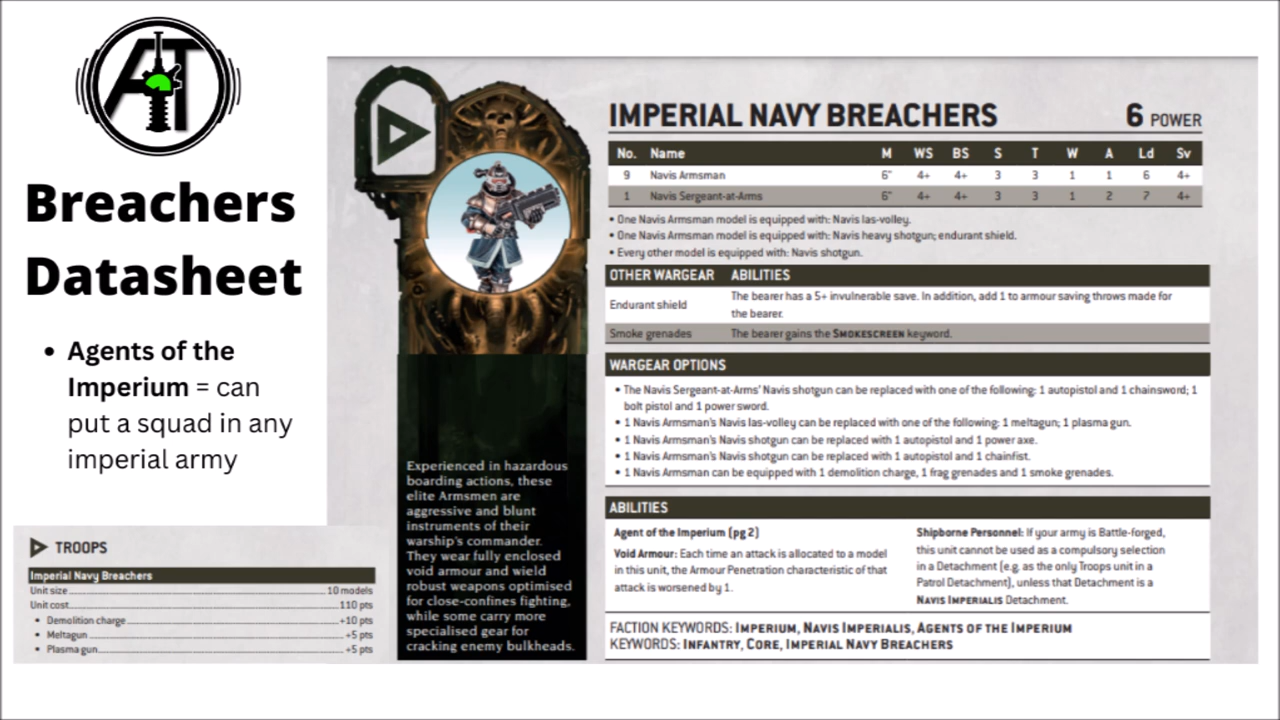 AT
Breachers
Datasheet
• Agents of the
Imperium = can
put a squad in any
imperial army
TROOPS
Imperial Navy Breachers
Unit size 10 models
Unit cost 110 pts
• Demolition charge +10 pts
• Meltagun +5 pts
• Plasma gun +5 pts
Experienced in hazardous
boarding actions, these
elite Armsmen are
aggressive and blunt
instruments of their
warship's commander.
They wear fully enclosed
void armour and wield
robust weapons optimised
for close-confines fighting,
while some carry more
specialised gear for
cracking enemy bulkheads.
IMPERIAL NAVY BREACHERS 6 POWER
No. Name M WS BS S T W A Ld Sv
9 Navis Armsman 6" 4+ 4+ 3 3 1 1 6 4+
1 Navis Sergeant-at-Arms 6" 4+ 4+ 3 3 1 2 7 4+
• One Navis Armsman model is equipped with: Navis las-volley.
• One Navis Armsman model is equipped with: Navis heavy shotgun; endurant shield.
• Every other model is equipped with: Navis shotgun.
OTHER WARGEAR ABILITIES
Endurant shield The bearer has a 5+ invulnerable save. In addition, add 1 to armour saving throws made for
the bearer.
Smoke grenades The bearer gains the SMOKESCREEN keyword.
WARGEAR OPTIONS
• The Navis Sergeant-at-Arms' Navis shotgun can be replaced with one of the following: 1 autopistol and 1 chainsword; 1
bolt pistol and 1 power sword.
• 1 Navis Armsman's Navis las-volley can be replaced with one of the following: 1 meltagun; 1 plasma gun.
• 1 Navis Armsman's Navis shotgun can be replaced with 1 autopistol and 1 power axe.
• 1 Navis Armsman's Navis shotgun can be replaced with 1 autopistol and 1 chainfist.
• 1 Navis Armsman can be equipped with 1 demolition charge, 1 frag grenades and 1 smoke grenades.
ABILITIES
Agent of the Imperium (pg 2)
Void Armour: Each time an attack is allocated to a model
in this unit, the Armour Penetration characteristic of that
attack is worsened by 1.
Shipborne Personnel: If your army is Battle-forged,
this unit cannot be used as a compulsory selection
in a Detachment (e.g. as the only Troops unit in a
Patrol Detachment), unless that Detachment is a
NAVIS IMPERIALIS Detachment.
FACTION KEYWORDS: IMPERIUM, NAVIS IMPERIALIS, AGENTS OF THE IMPERIUM
KEYWORDS: INFANTRY, CORE, IMPERIAL NAVY BREACHERS